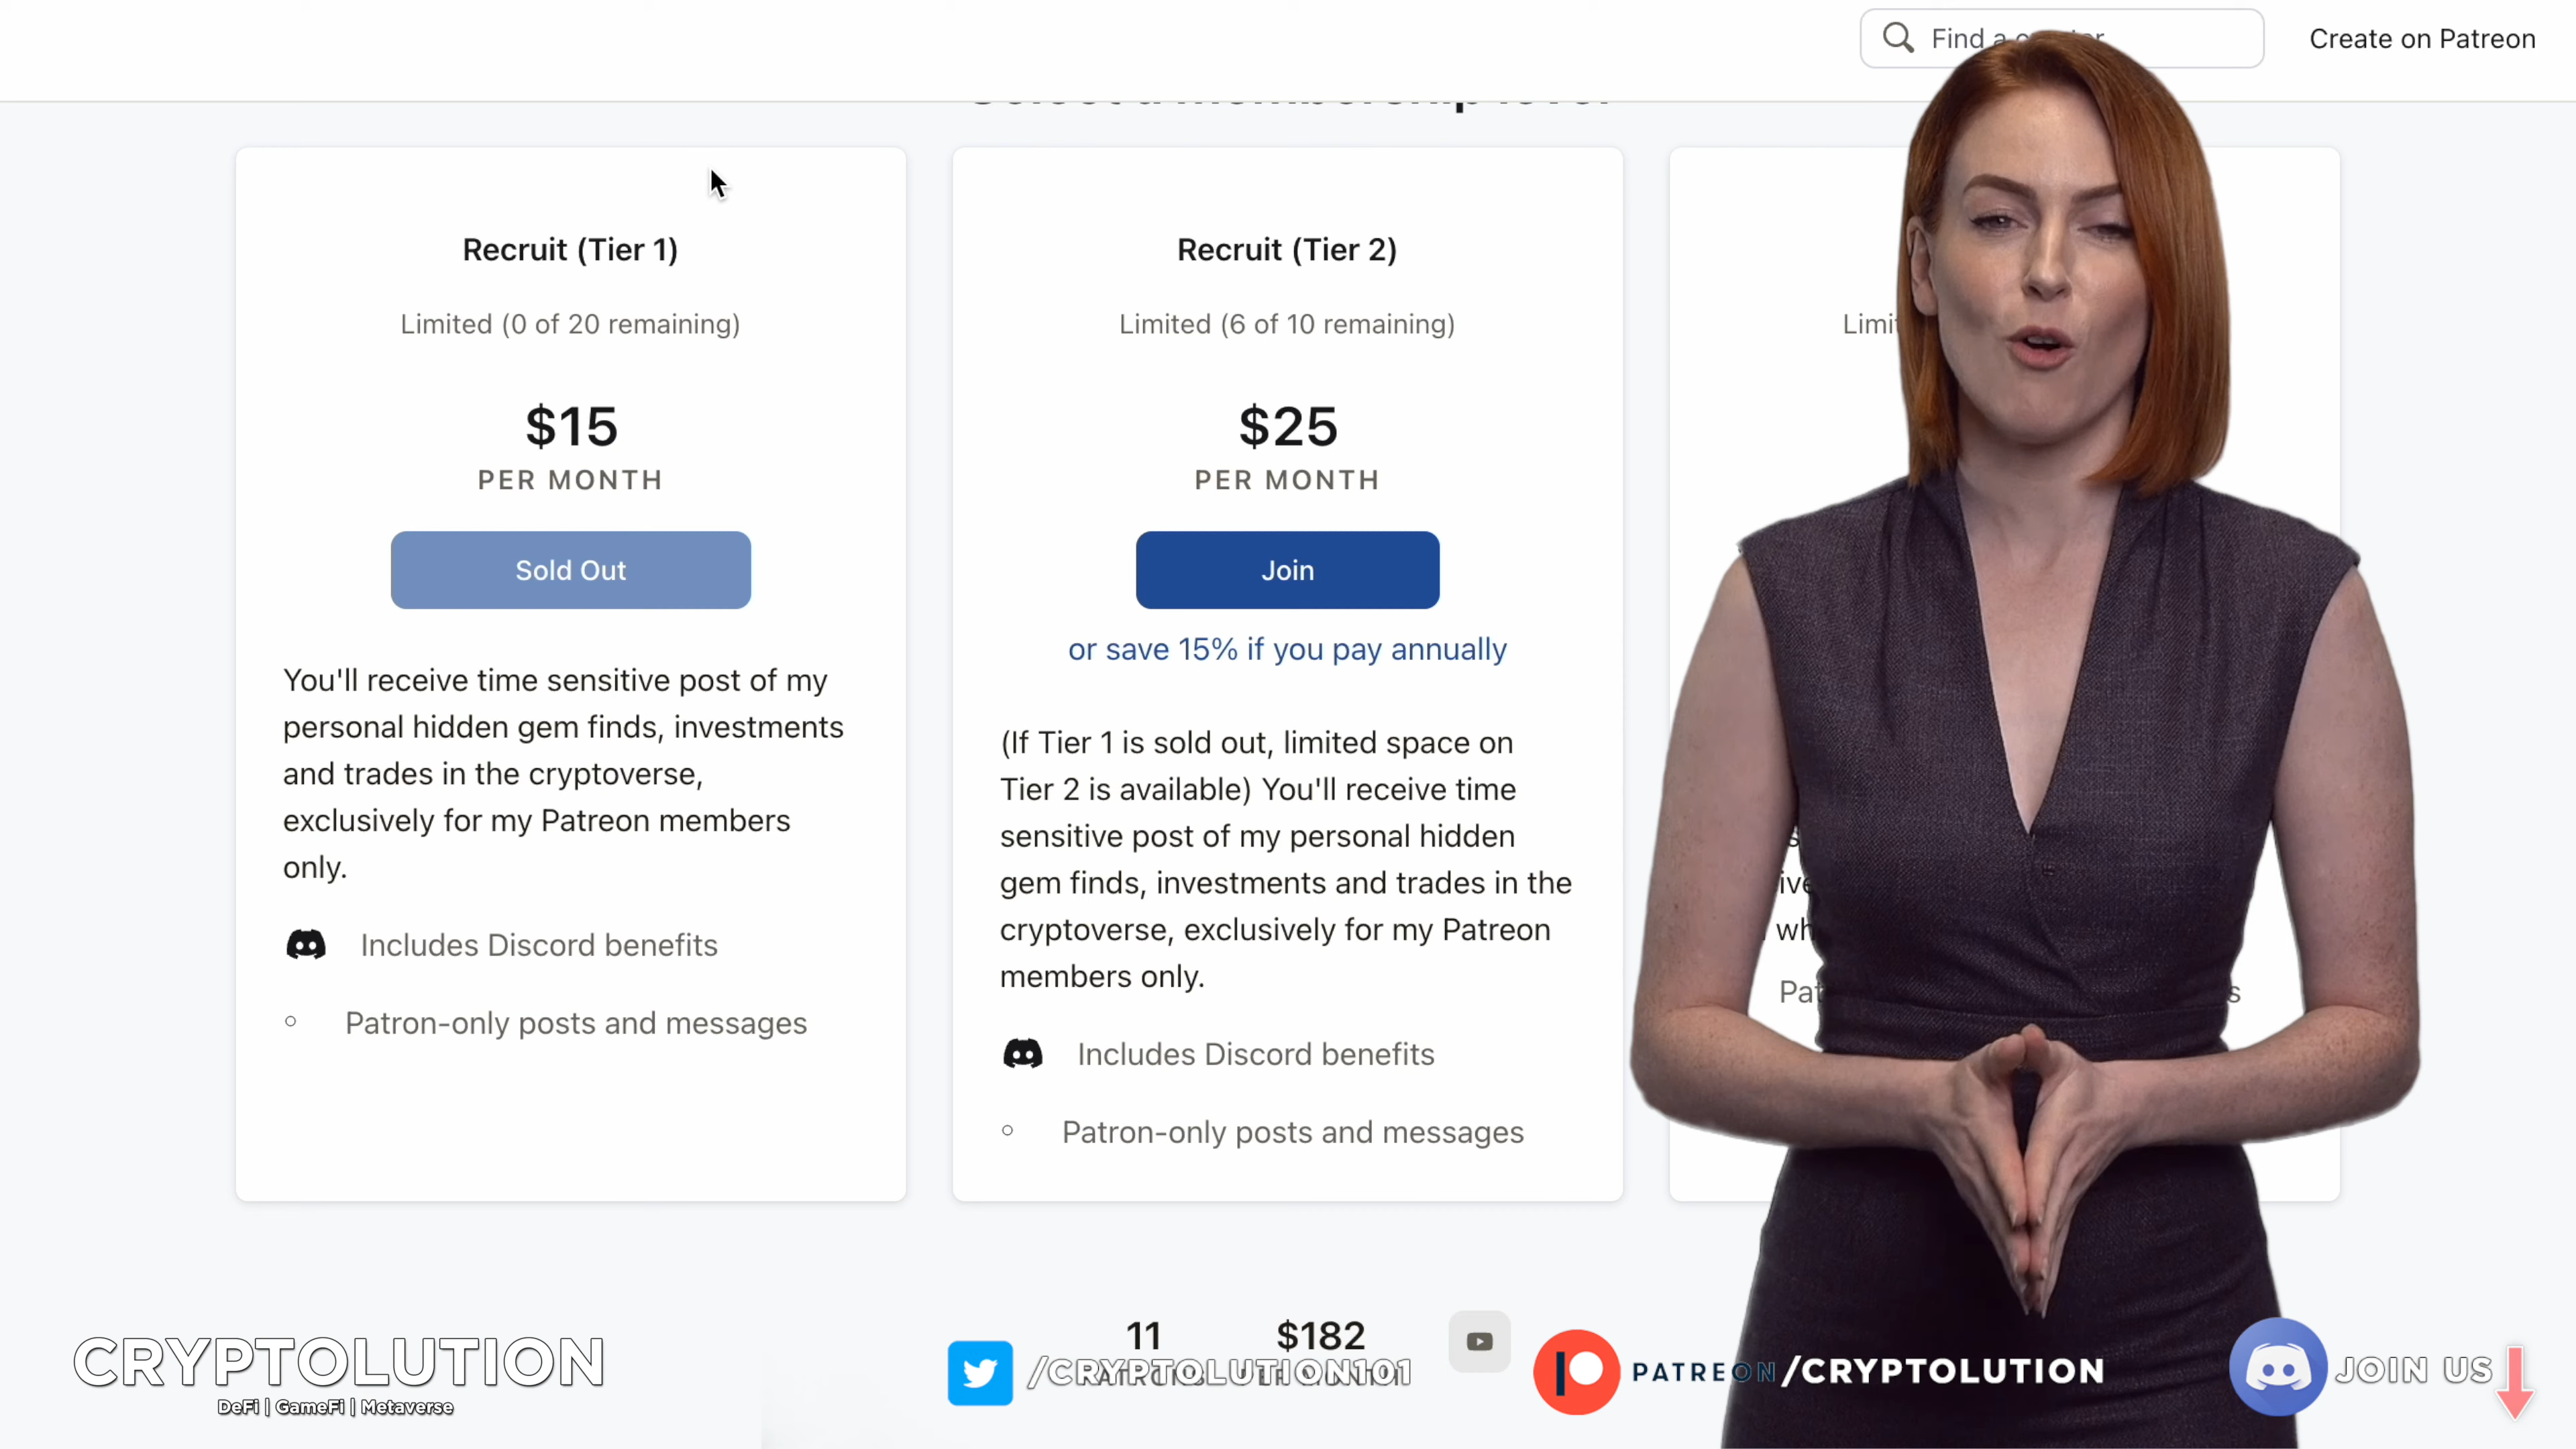 Find a
Create on Patreon
Select a membership level
Recruit (Tier 1)
Limited (0 of 20 remaining)
$15
PER MONTH
Sold Out
You'll receive time sensitive post of my
personal hidden gem finds, investments
and trades in the cryptoverse,
exclusively for my Patreon members
only.
Includes Discord benefits
Patron-only posts and messages
Recruit (Tier 2)
Limited (6 of 10 remaining)
$25
PER MONTH
Join
or save 15% if you pay annually
(If Tier 1 is sold out, limited space on
Tier 2 is available) You'll receive time
sensitive post of my personal hidden
gem finds, investments and trades in the
cryptoverse, exclusively for my Patreon
members only.
Includes Discord benefits
Patron-only posts and messages
11
$182
CRYPTOLUTION
DeFi | GameFi | Metaverse
/CRYPTOLUTION101
PATREON/CRYPTOLUTION
JOIN US